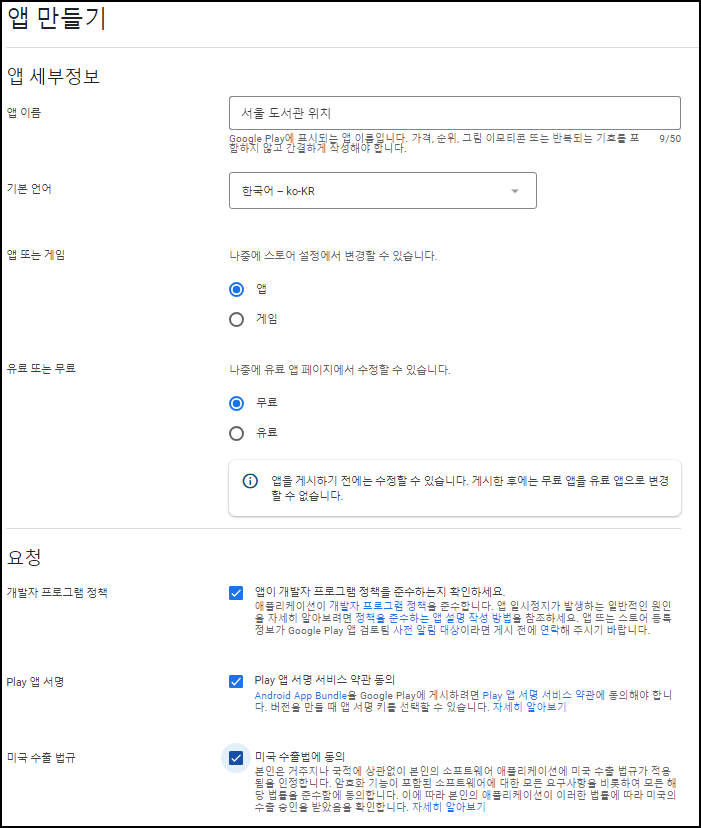 앱 만들기
앱 세부정보
앱 이름
서울 도서관 위치
Google Play에 표시되는 앱 이름입니다. 가격, 순위, 그림 이모티콘 또는 반복되는 기호를 포
함하지 않고 간결하게 작성해야 합니다.
9/50
기본 언어
한국어 – ko-KR
앱 또는 게임
나중에 스토어 설정에서 변경할 수 있습니다.
앱
게임
유료 또는 무료
나중에 유료 앱 페이지에서 수정할 수 있습니다.
무료
유료
앱을 게시하기 전에는 수정할 수 있습니다. 게시한 후에는 무료 앱을 유료 앱으로 변경
할 수 없습니다.
요청
개발자 프로그램 정책
앱이 개발자 프로그램 정책을 준수하는지 확인하세요.
애플리케이션이 개발자 프로그램 정책을 준수합니다. 앱 일시정지가 발생하는 일반적인 원인
을 자세히 알아보려면 정책을 준수하는 앱 설명 작성 방법을 참조하세요. 앱 또는 스토어 등록
정보가 Google Play 앱 검토팀 사전 알림 대상이라면 게시 전에 연락해 주시기 바랍니다.
Play 앱 서명
Play 앱 서명 서비스 약관 동의
Android App Bundle을 Google Play에 게시하려면 Play 앱 서명 서비스 약관에 동의해야 합니
다. 버전을 만들 때 앱 서명 키를 선택할 수 있습니다. 자세히 알아보기
미국 수출 법규
미국 수출법에 동의
본인은 거주지나 국적에 상관없이 본인의 소프트웨어 애플리케이션에 미국 수출 법규가 적용
됨을 인정합니다. 암호화 기능이 포함된 소프트웨어에 대한 모든 요구사항을 비롯하여 모든 해
당 법률을 준수함에 동의합니다. 이에 따라 본인의 애플리케이션이 이러한 법률에 따라 미국의
수출 승인을 받았음을 확인합니다. 자세히 알아보기